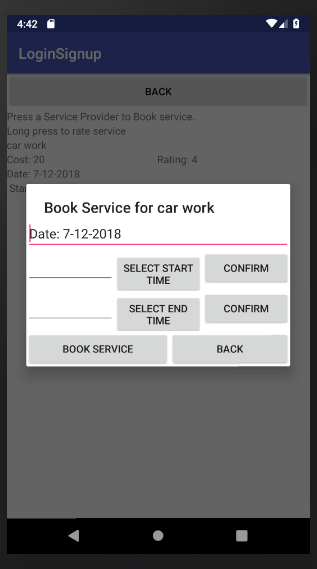 4:42
LoginSignup
BACK
Press a Service Provider to Book service.
Long press to rate service
car work
Cost: 20 Rating: 4
Date: 7-12-2018
Star
Book Service for car work
Date: 7-12-2018
SELECT START
TIME
CONFIRM
SELECT END
TIME
CONFIRM
BOOK SERVICE BACK